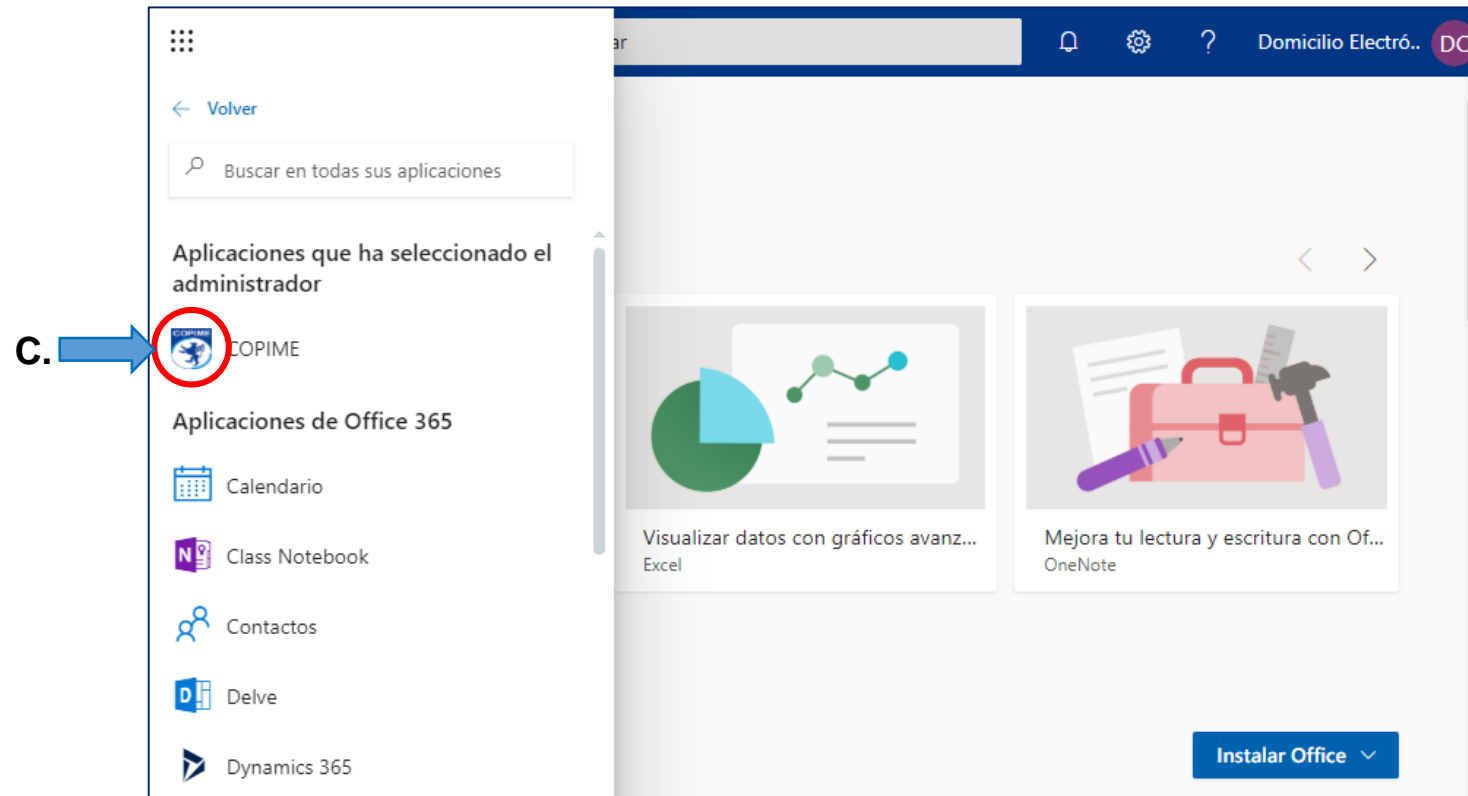 ar
Domicilio Electró..
DO
Volver
Buscar en todas sus aplicaciones
Aplicaciones que ha seleccionado el
administrador
C.
COPIME
COPIME
Aplicaciones de Office 365
Calendario
N
Class Notebook
Contactos
D
Delve
Dynamics 365
Visualizar datos con gráficos avanz...
Excel
Mejora tu lectura y escritura con Of...
OneNote
Instalar Office